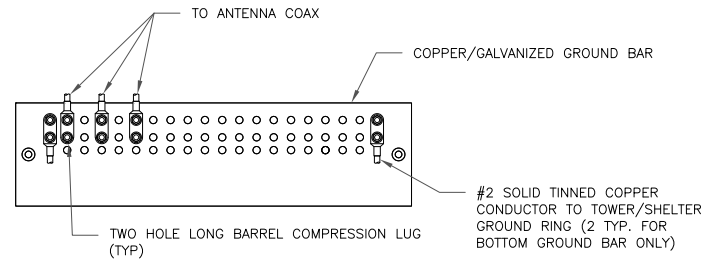 TO ANTENNA COAX
COPPER/GALVANIZED GROUND BAR
#2 SOLID TINNED COPPER
CONDUCTOR TO TOWER/SHELTER
GROUND RING (2 TYP. FOR
BOTTOM GROUND BAR ONLY)
TWO HOLE LONG BARREL COMPRESSION LUG
(TYP)